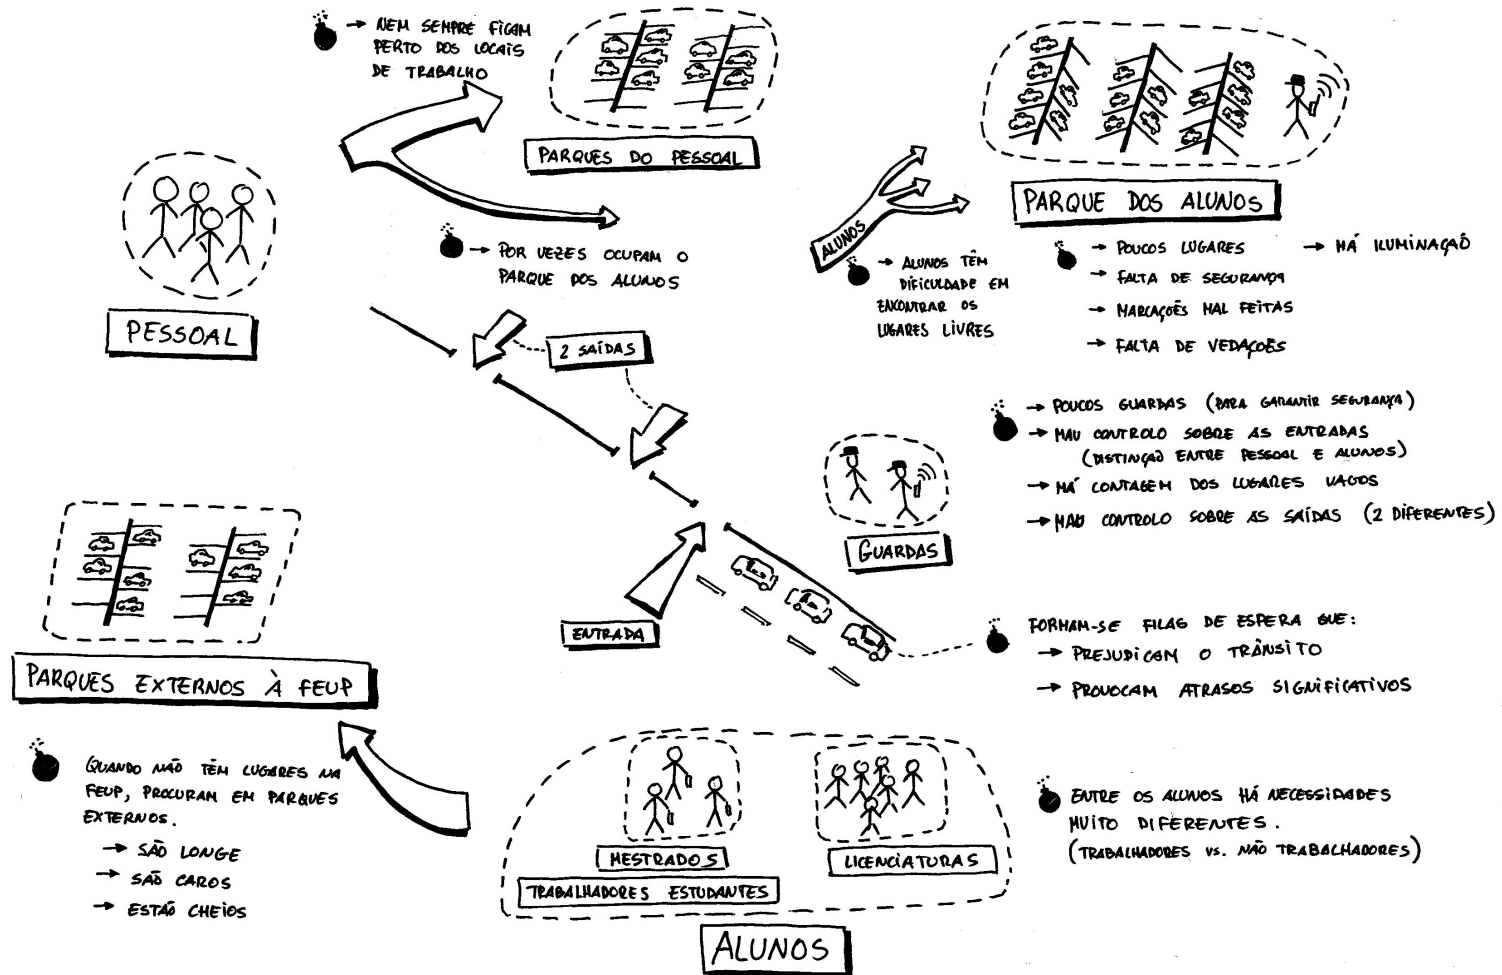 → NEM SEMPRE FICAM
PERTO DOS LOCAIS
DE TRABALHO
PARQUES DO PESSOAL
PARQUE DOS ALUNOS
PESSOAL
→ POR VEZES OCUPAM O
PARQUE DOS ALUNOS
ALUNOS
→ ALUNOS TÊM
DIFICULDADE EM
ENCONTRAR OS
LUGARES LIVRES
→ POUCOS LUGARES → HÁ ILUMINAÇÃO
→ FALTA DE SEGURANÇA
→ MARCAÇÕES MAL FEITAS
→ FALTA DE VEDAÇÕES
2 SAÍDAS
→ POUCOS GUARDAS (PARA GARANTIR SEGURANÇA)
→ MAU CONTROLO SOBRE AS ENTRADAS
(DISTINÇÃO ENTRE PESSOAL E ALUNOS)
→ HÁ CONTAGEM DOS LUGARES VAGOS
→ MAU CONTROLO SOBRE AS SAÍDAS (2 DIFERENTES)
GUARDAS
ENTRADA
FORMAM-SE FILAS DE ESPERA QUE:
→ PREJUDICAM O TRÂNSITO
→ PROVOCAM ATRASOS SIGNIFICATIVOS
PARQUES EXTERNOS À FEUP
QUANDO NÃO TÊM LUGARES NA
FEUP, PROCURAM EM PARQUES
EXTERNOS.
→ SÃO LONGE
→ SÃO CAROS
→ ESTÃO CHEIOS
MESTRADOS
TRABALHADORES ESTUDANTES
LICENCIATURAS
ALUNOS
ENTRE OS ALUNOS HÁ NECESSIDADES
MUITO DIFERENTES.
(TRABALHADORES VS. NÃO TRABALHADORES)